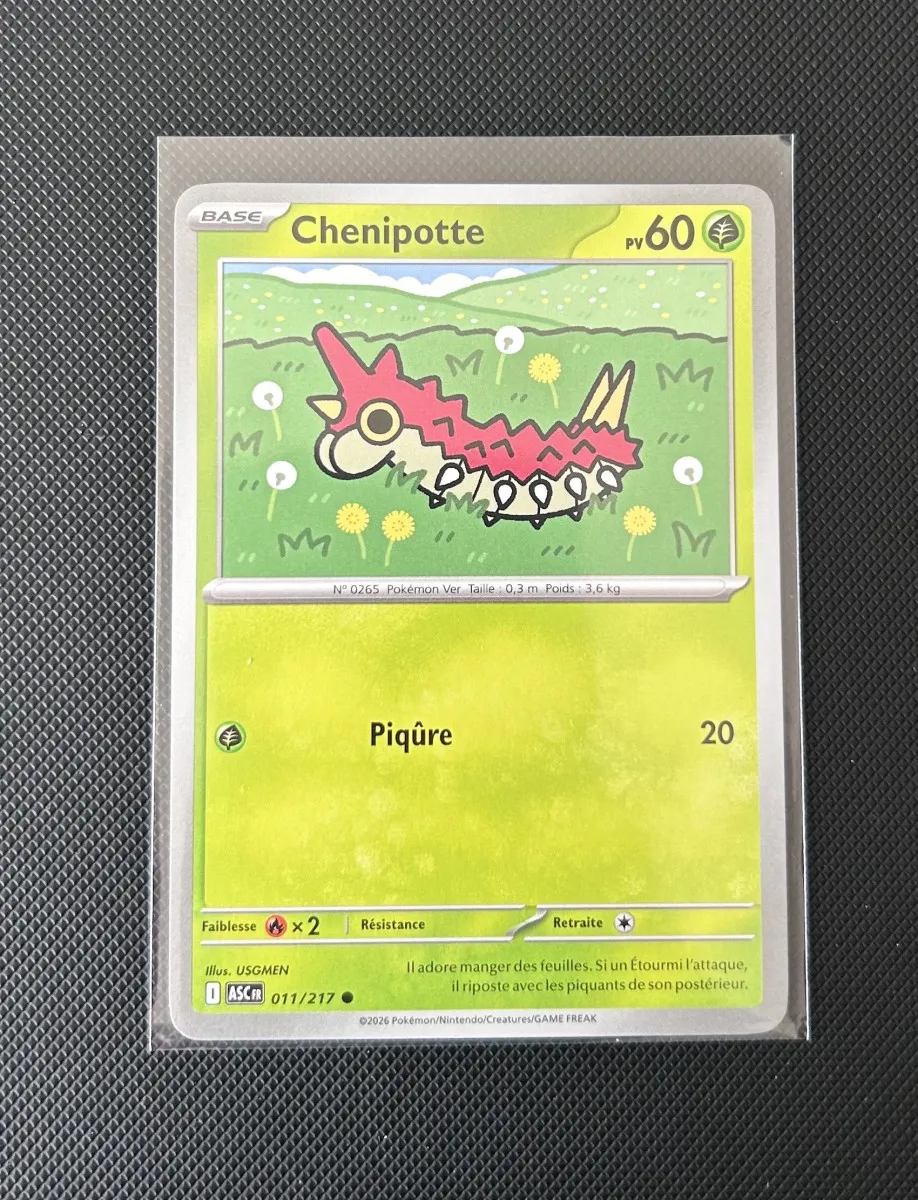 BASE
Chenipotte
PV 60
N° 0265 Pokémon Ver Taille : 0,3 m Poids : 3,6 kg
Piqûre 20
Faiblesse ×2 Résistance Retraite
Illus. USGMEN
Il adore manger des feuilles. Si un Étourmi l'attaque,
il riposte avec les piquants de son postérieur.
I ASC FR 011/217
©2026 Pokémon/Nintendo/Creatures/GAME FREAK